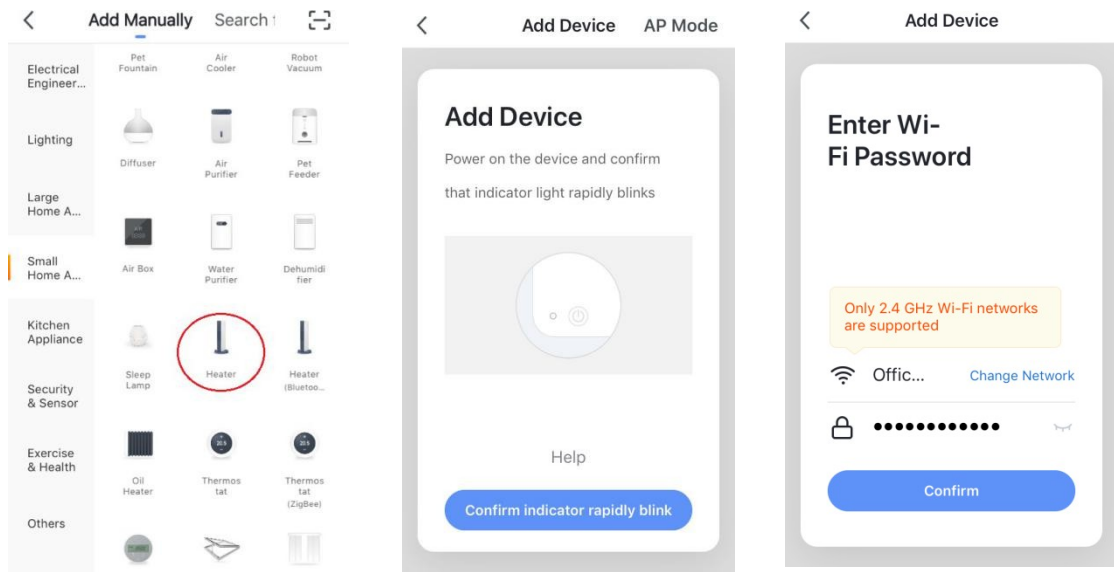 Add Manually Search
Electrical
Engineer...
Lighting
Large
Home A...
Small
Home A...
Kitchen
Appliance
Security
& Sensor
Exercise
& Health
Others
Pet
Fountain
Air
Cooler
Robot
Vacuum
Diffuser
Air
Purifier
Pet
Feeder
Air Box
Water
Purifier
Dehumidi
fier
Sleep
Lamp
Heater
Heater
(Bluetoo...
Oil
Heater
Thermos
tat
Thermos
tat
(ZigBee)
Add Device AP Mode
Add Device
Power on the device and confirm
that indicator light rapidly blinks
Help
Confirm indicator rapidly blink
Add Device
Enter Wi-
Fi Password
Only 2.4 GHz Wi-Fi networks
are supported
Offic... Change Network
●●●●●●●●●●●●
Confirm